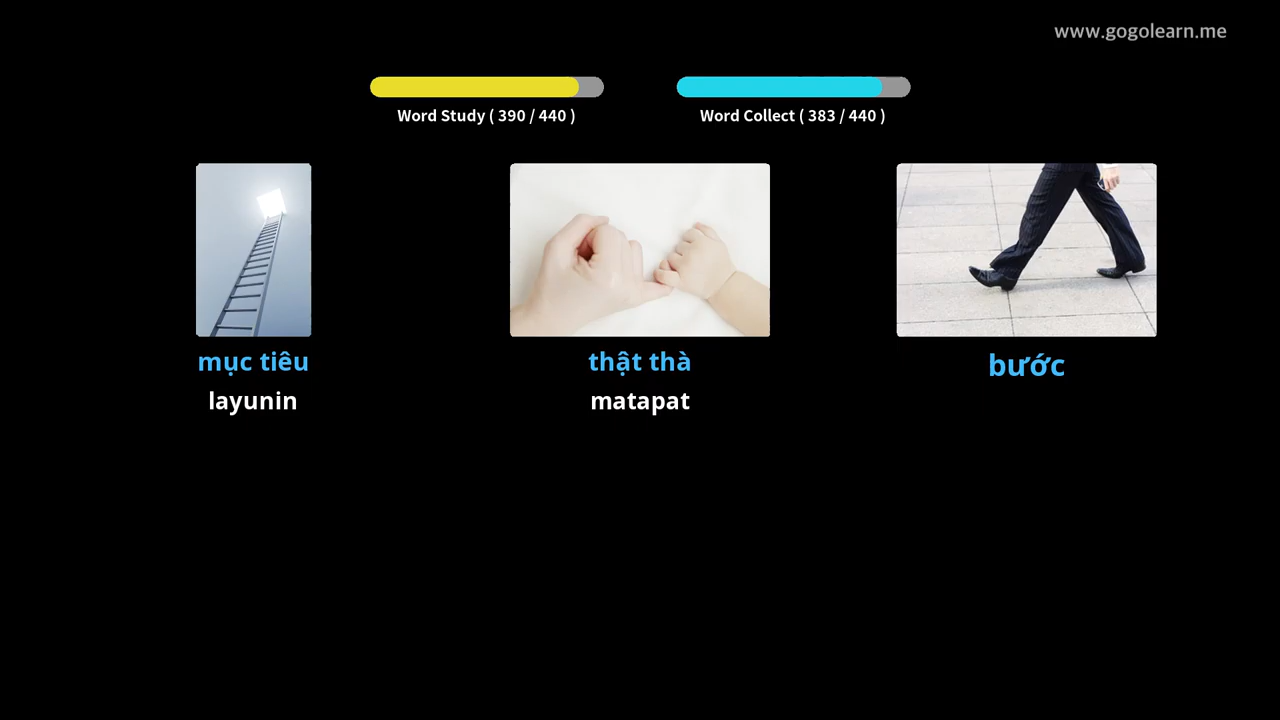 www.gogolearn.me
Word Study ( 390 / 440 )
Word Collect ( 383 / 440 )
mục tiêu
layunin
thật thà
matapat
bước